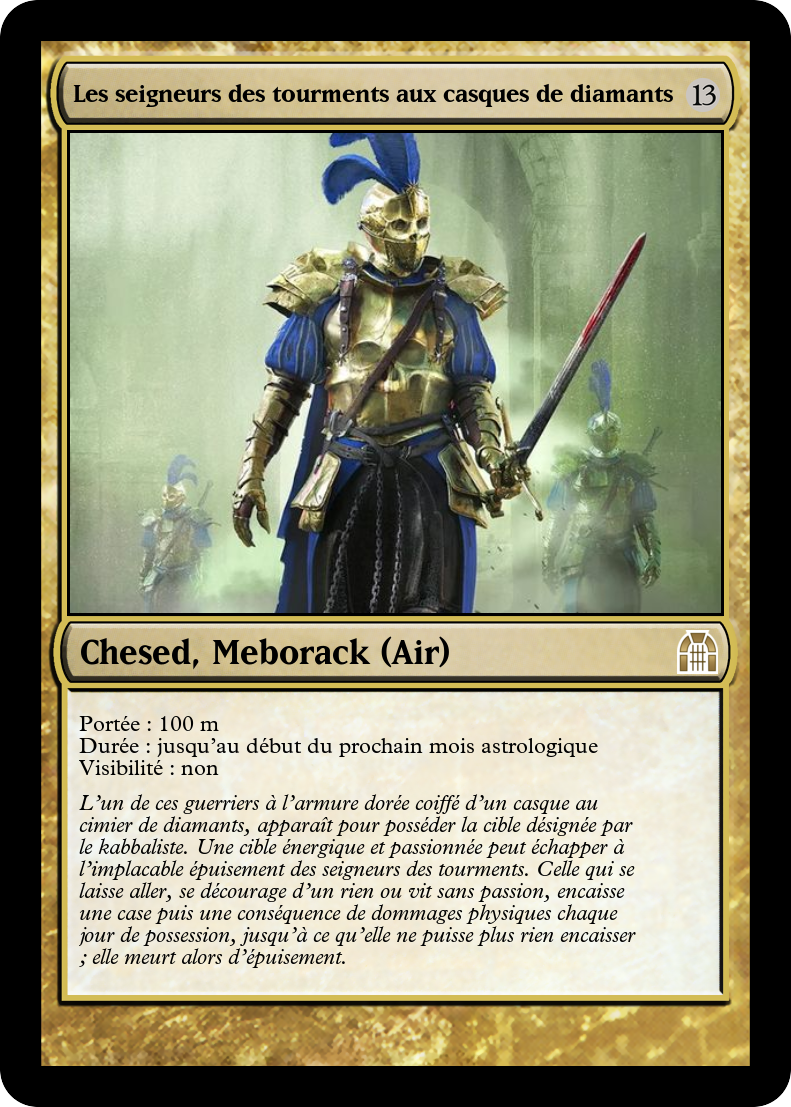 Les seigneurs des tourments aux casques de diamants 13
Chesed, Meborack (Air)
Portée : 100 m
Durée : jusqu'au début du prochain mois astrologique
Visibilité : non
L'un de ces guerriers à l'armure dorée coiffé d'un casque au
cimier de diamants, apparaît pour posséder la cible désignée par
le kabbaliste. Une cible énergique et passionnée peut échapper à
l'implacable épuisement des seigneurs des tourments. Celle qui se
laisse aller, se décourage d'un rien ou vit sans passion, encaisse
une case puis une conséquence de dommages physiques chaque
jour de possession, jusqu'à ce qu'elle ne puisse plus rien encaisser
; elle meurt alors d'épuisement.